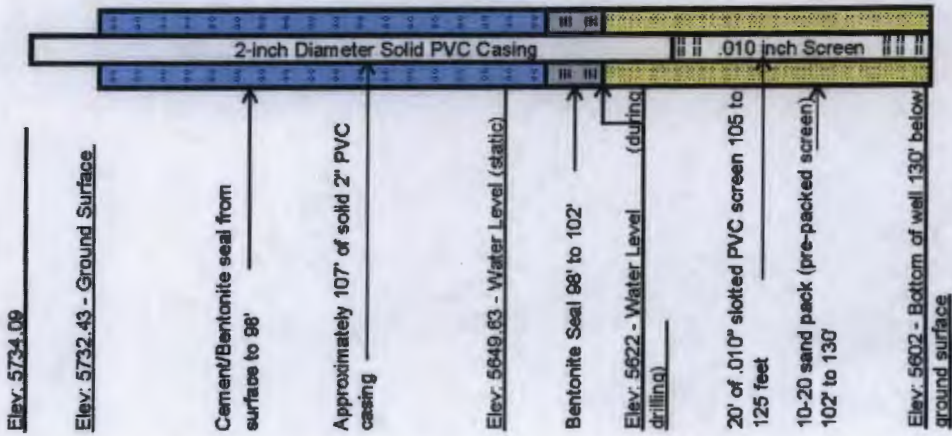 2-inch Diameter Solid PVC Casing
.010 inch Screen
Elev: 5734.09
Elev: 5732.43 - Ground Surface
Cement/Bentonite seal from
surface to 98'
Approximately 107' of solid 2" PVC
casing
Elev: 5649.63 - Water Level (static)
Bentonite Seal 98' to 102'
Elev: 5622 - Water Level (during
drilling)
20' of .010" slotted PVC screen 105 to
125 feet
10-20 sand pack (pre-packed screen)
102' to 130'
Elev: 5602 - Bottom of well 130' below
ground surface